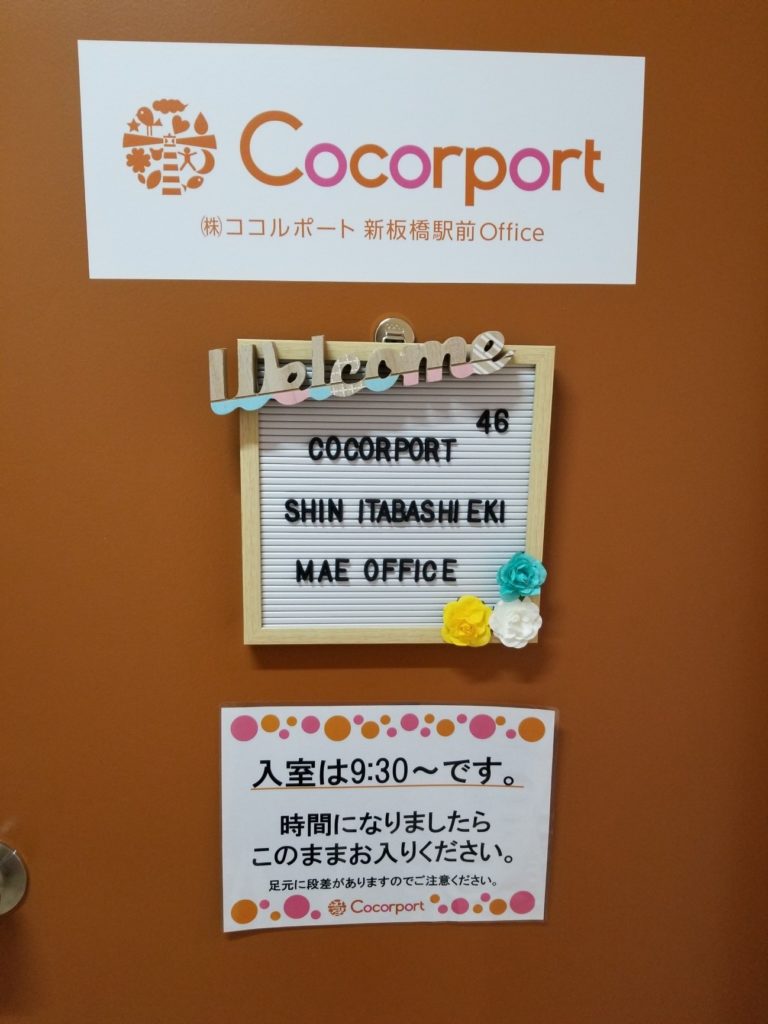 Cocorport
㈱ココルポート 新板橋駅前Office
Welcome
46
COCORPORT
SHIN ITABASHI EKI
MAE OFFICE
入室は9:30～です。
時間になりましたら
このままお入りください。
足元に段差がありますのでご注意ください。
Cocorport